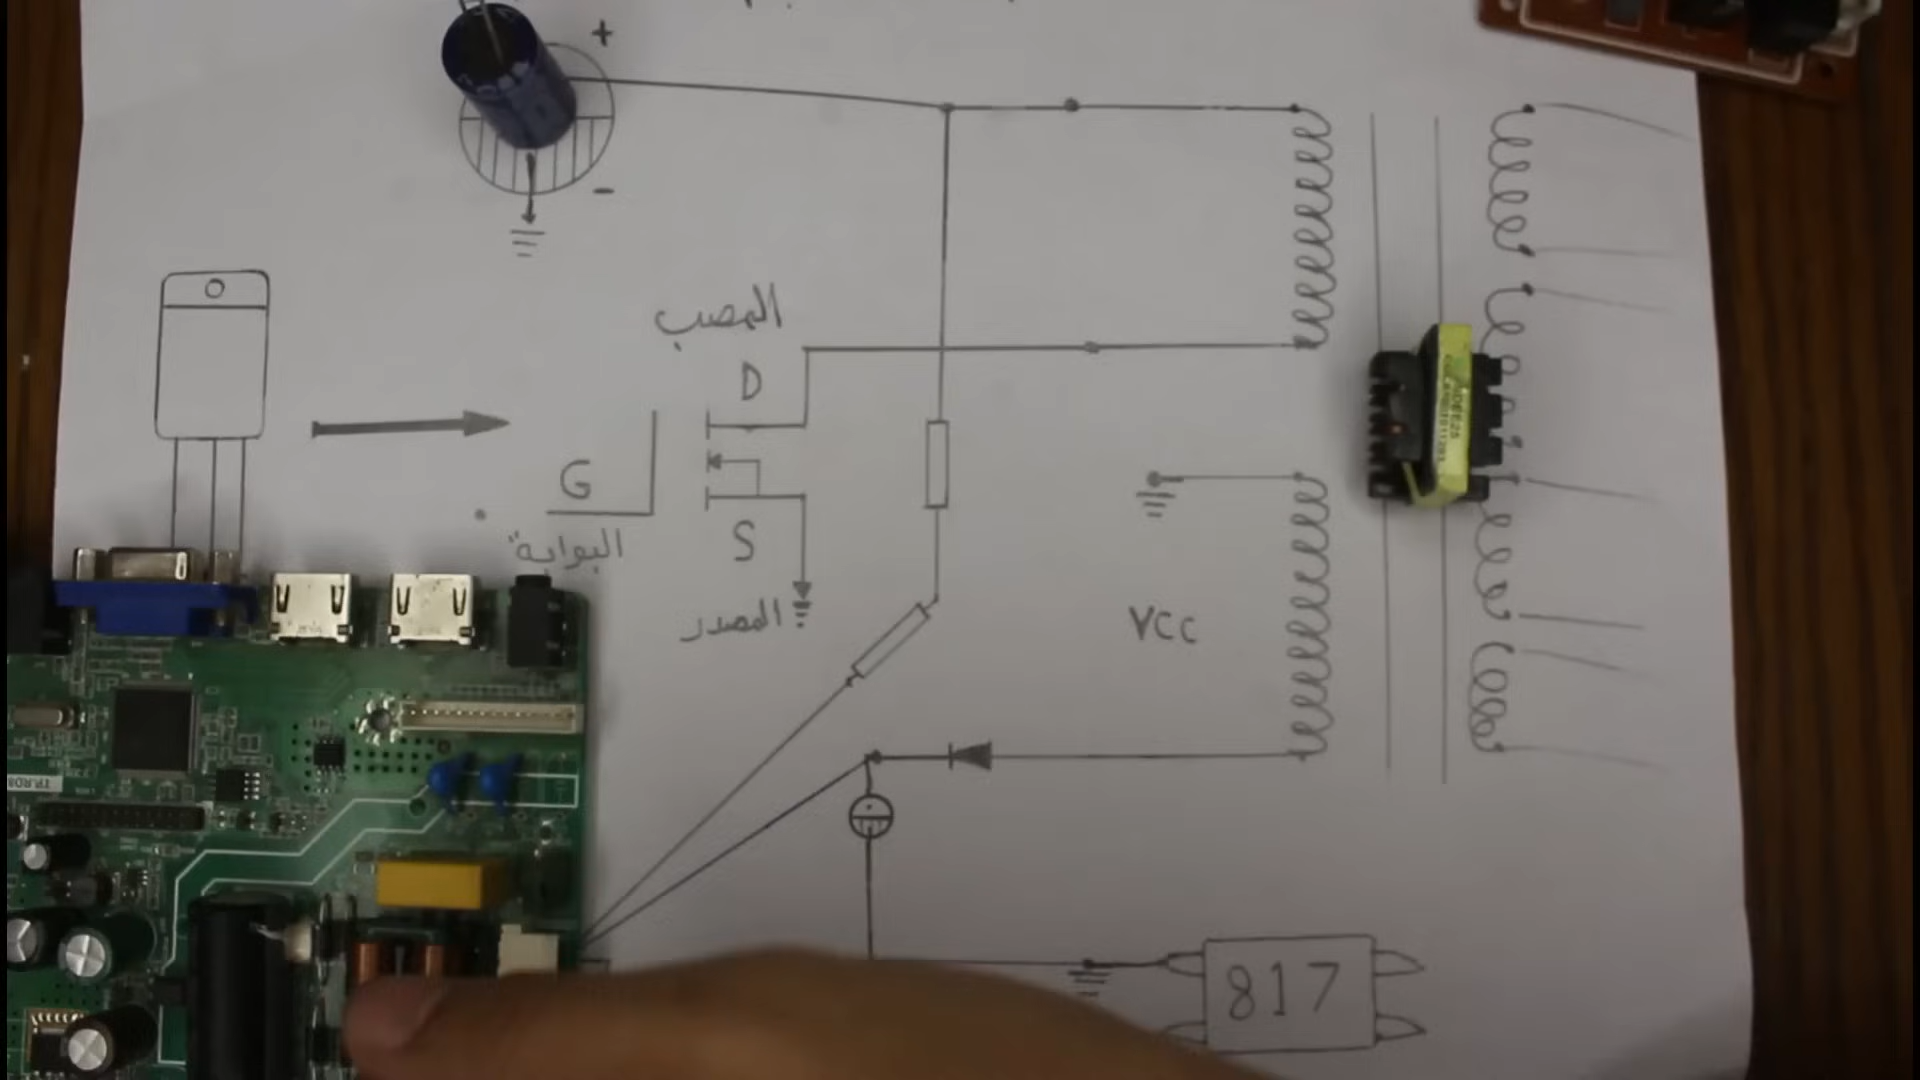 +
-
المصب
D
G
البوابة
S
المصدر
VCC
817